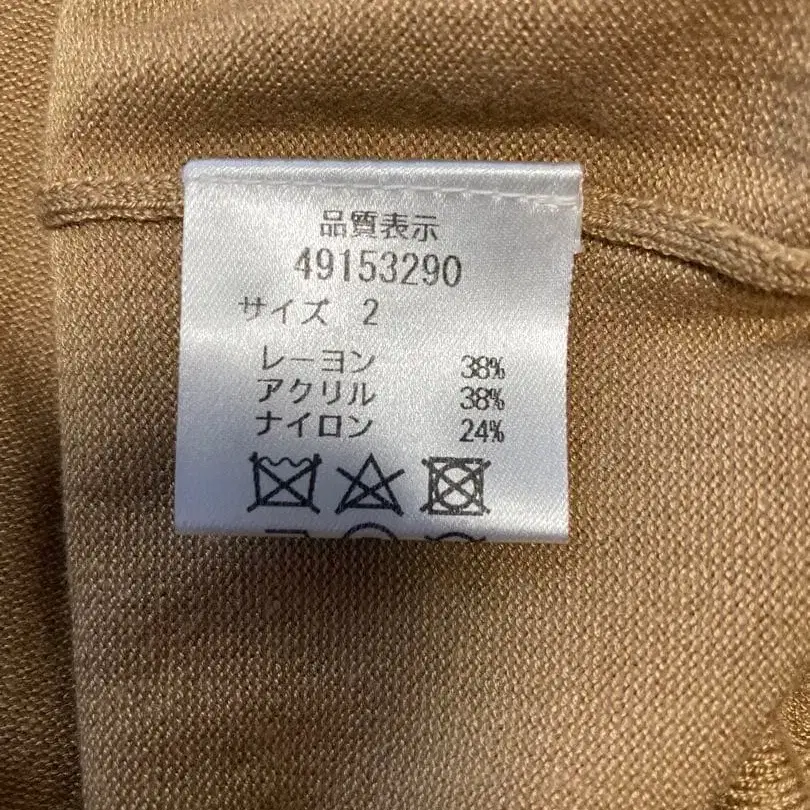 品質表示
49153290
サイズ 2
レーヨン 38%
アクリル 38%
ナイロン 24%